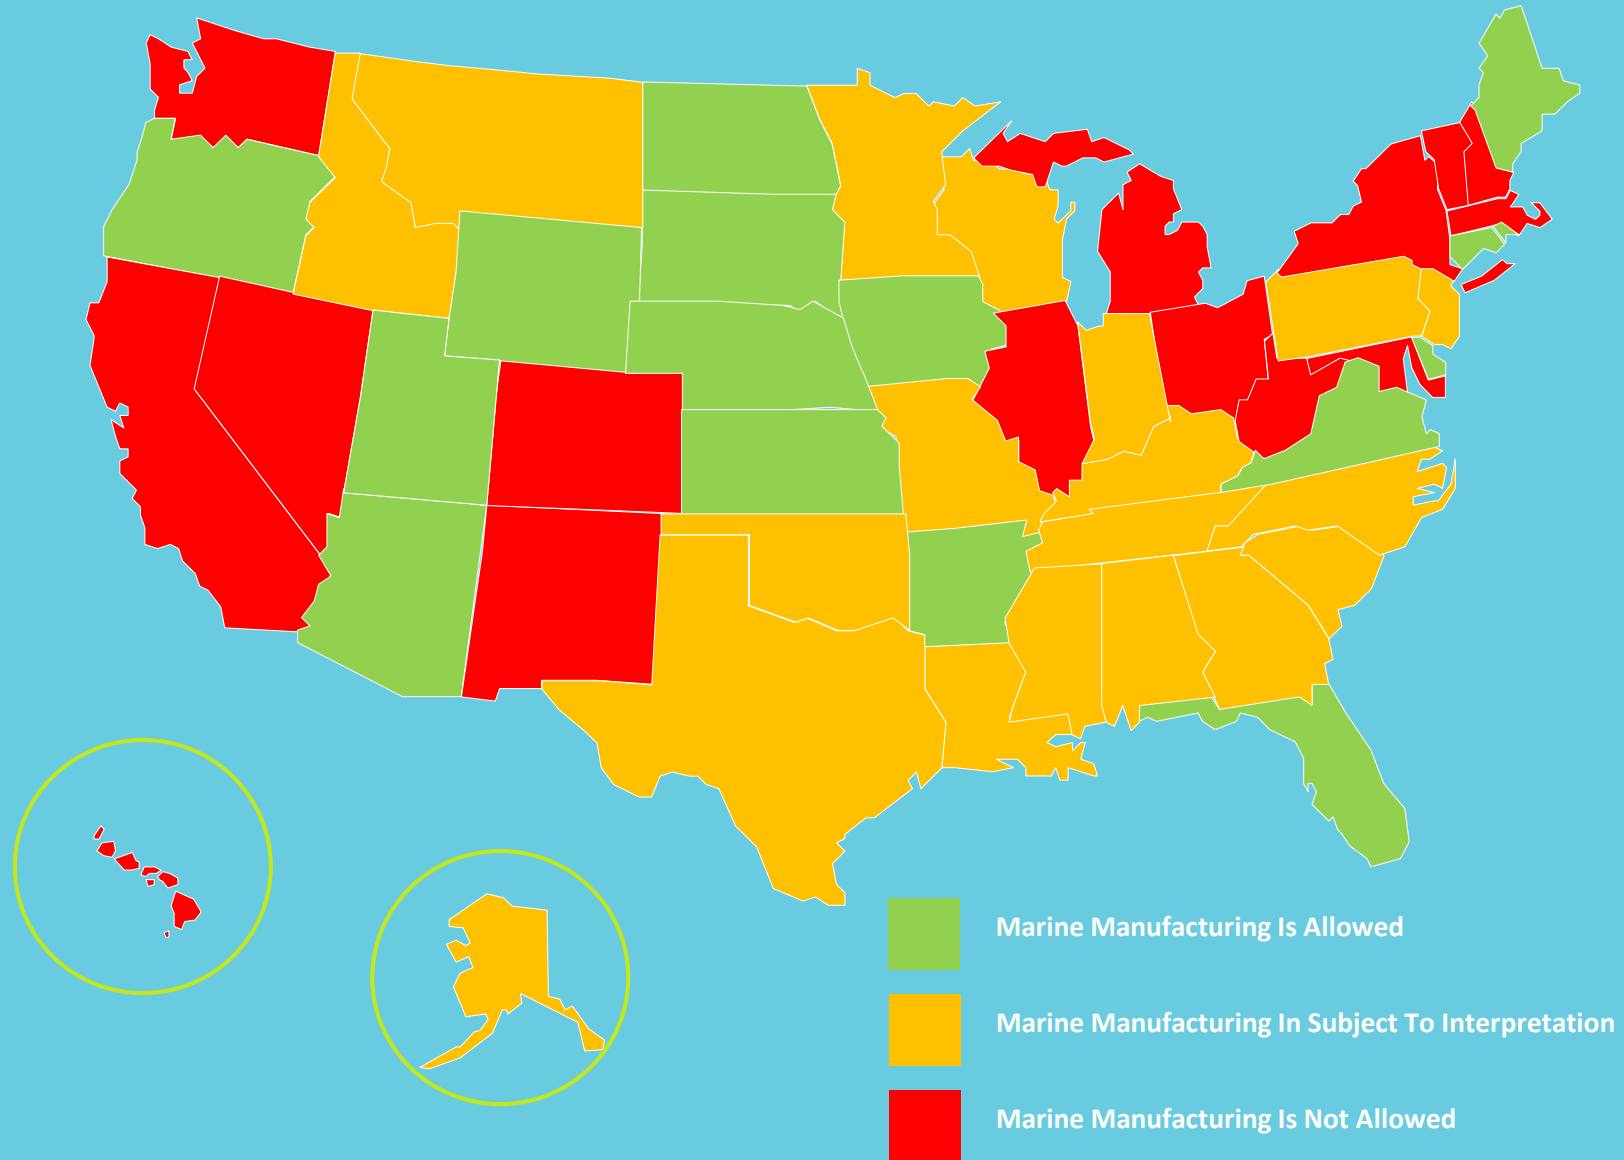 Marine Manufacturing Is Allowed
Marine Manufacturing In Subject To Interpretation
Marine Manufacturing Is Not Allowed